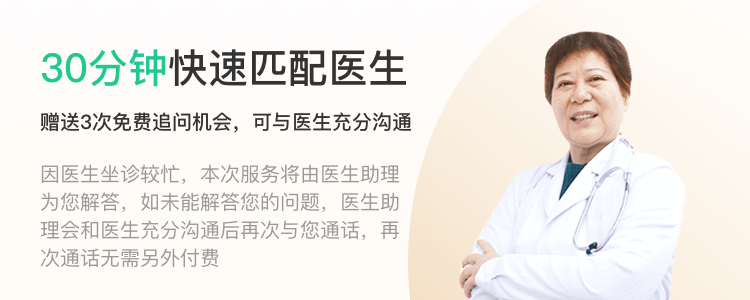 30分钟快速匹配医生
赠送3次免费追问机会，可与医生充分沟通
因医生坐诊较忙，本次服务将由医生助理
为您解答，如未能解答您的问题，医生助
理会和医生充分沟通后再次与您通话，再
次通话无需另外付费